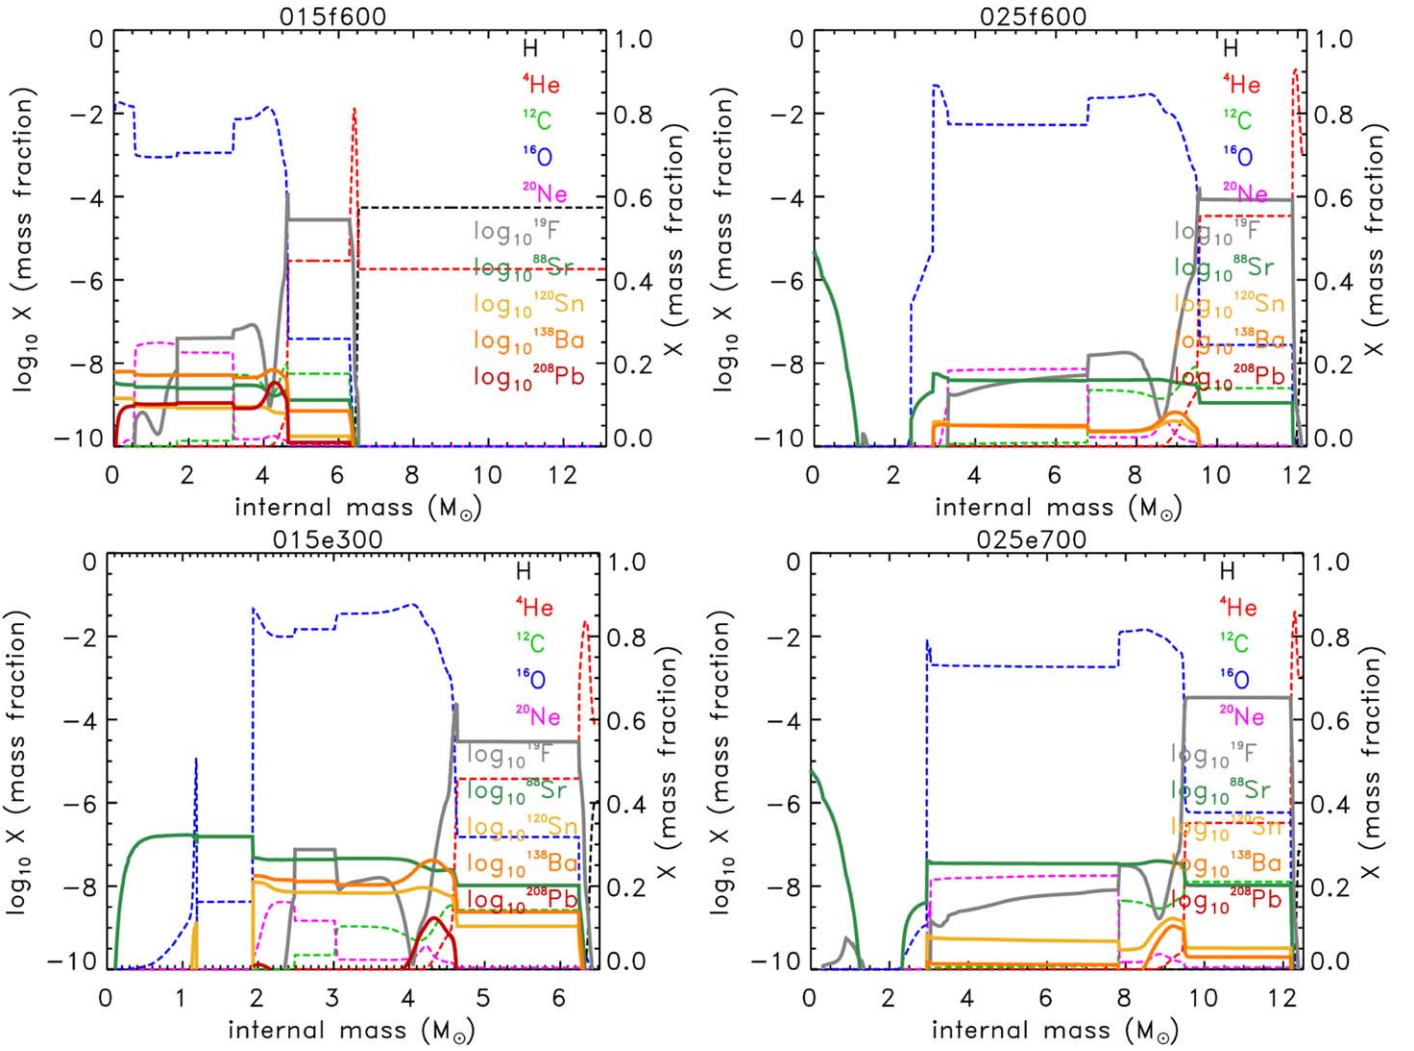 015f600
0
−2
−4
−6
−8
−10
log₁₀ X (mass fraction)
1.0
0.8
0.6
0.4
0.2
0.0
X (mass fraction)
H
⁴He
¹²C
¹⁶O
²⁰Ne
log₁₀ ¹⁹F
log₁₀ ⁸⁸Sr
log₁₀ ¹²⁰Sn
log₁₀ ¹³⁸Ba
log₁₀ ²⁰⁸Pb
0 2 4 6 8 10 12
internal mass (M☉)
025f600
0
−2
−4
−6
−8
−10
log₁₀ X (mass fraction)
1.0
0.8
0.6
0.4
0.2
0.0
X (mass fraction)
H
⁴He
¹²C
¹⁶O
²⁰Ne
log₁₀ ¹⁹F
log₁₀ ⁸⁸Sr
log₁₀ ¹²⁰Sn
log₁₀ ¹³⁸Ba
log₁₀ ²⁰⁸Pb
0 2 4 6 8 10 12
internal mass (M☉)
015e300
0
−2
−4
−6
−8
−10
log₁₀ X (mass fraction)
1.0
0.8
0.6
0.4
0.2
0.0
X (mass fraction)
H
⁴He
¹²C
¹⁶O
²⁰Ne
log₁₀ ¹⁹F
log₁₀ ⁸⁸Sr
log₁₀ ¹²⁰Sn
log₁₀ ¹³⁸Ba
log₁₀ ²⁰⁸Pb
0 1 2 3 4 5 6
internal mass (M☉)
025e700
0
−2
−4
−6
−8
−10
log₁₀ X (mass fraction)
1.0
0.8
0.6
0.4
0.2
0.0
X (mass fraction)
H
⁴He
¹²C
¹⁶O
²⁰Ne
log₁₀ ¹⁹F
log₁₀ ⁸⁸Sr
log₁₀ ¹²⁰Sn
log₁₀ ¹³⁸Ba
log₁₀ ²⁰⁸Pb
0 2 4 6 8 10 12
internal mass (M☉)